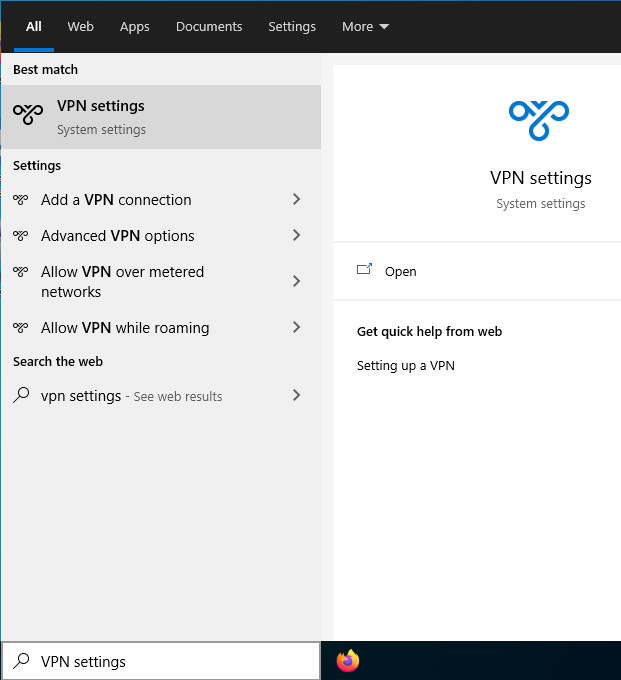 All Web Apps Documents Settings More
Best match
VPN settings
System settings
Settings
Add a VPN connection
Advanced VPN options
Allow VPN over metered
networks
Allow VPN while roaming
Search the web
vpn settings - See web results
VPN settings
System settings
Open
Get quick help from web
Setting up a VPN
VPN settings